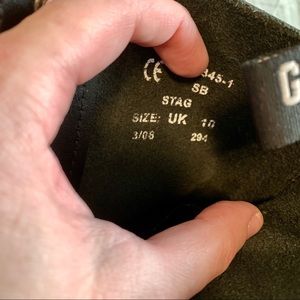 CE 345-1
SB
STAG
SIZE: UK 10
3/08 294
G